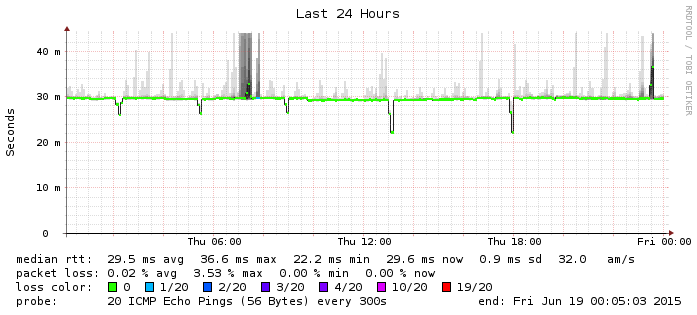 Last 24 Hours
RRDTOOL / TOBI OETIKER
Seconds
40 m
30 m
20 m
10 m
0
Thu 06:00 Thu 12:00 Thu 18:00 Fri 00:00
median rtt: 29.5 ms avg 36.6 ms max 22.2 ms min 29.6 ms now 0.9 ms sd 32.0 am/s
packet loss: 0.02 % avg 3.53 % max 0.00 % min 0.00 % now
loss color: 0 1/20 2/20 3/20 4/20 10/20 19/20
probe: 20 ICMP Echo Pings (56 Bytes) every 300s end: Fri Jun 19 00:05:03 2015